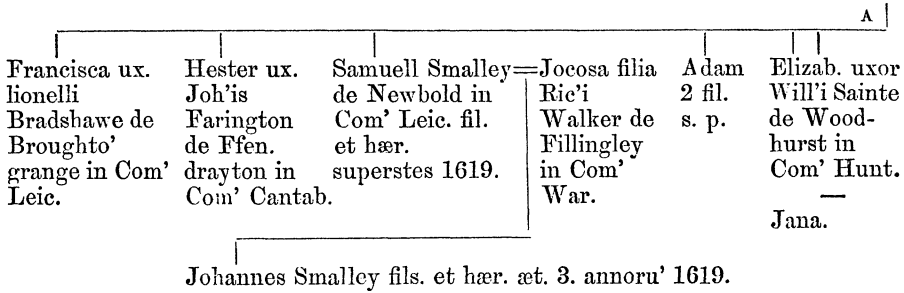 A
Francisca ux.
lionelli
Bradshawe de
Broughto'
grange in Com'
Leic.
Hester ux.
Joh'is
Farington
de Ffen.
drayton in
Com' Cantab.
Samuell Smalley=Jocosa filia
de Newbold in
Com' Leic. fil.
et hær.
superstes 1619.
Ric'i
Walker de
Fillingley
in Com'
War.
Adam
2 fil.
s. p.
Elizab. uxor
Will'i Sainte
de Wood-
hurst in
Com' Hunt.
—
Jana.
Johannes Smalley fils. et hær. æt. 3. annoru' 1619.